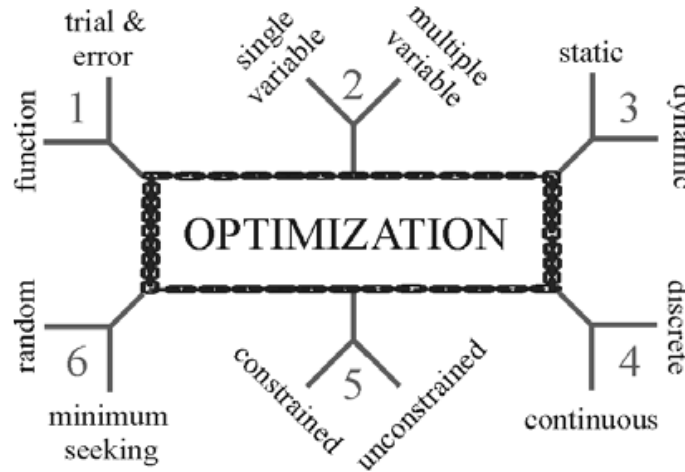 trial &
error
1
function
single
variable
2
multiple
variable
static
3
dynamic
OPTIMIZATION
random
6
minimum
seeking
constrained
5
unconstrained
discrete
4
continuous